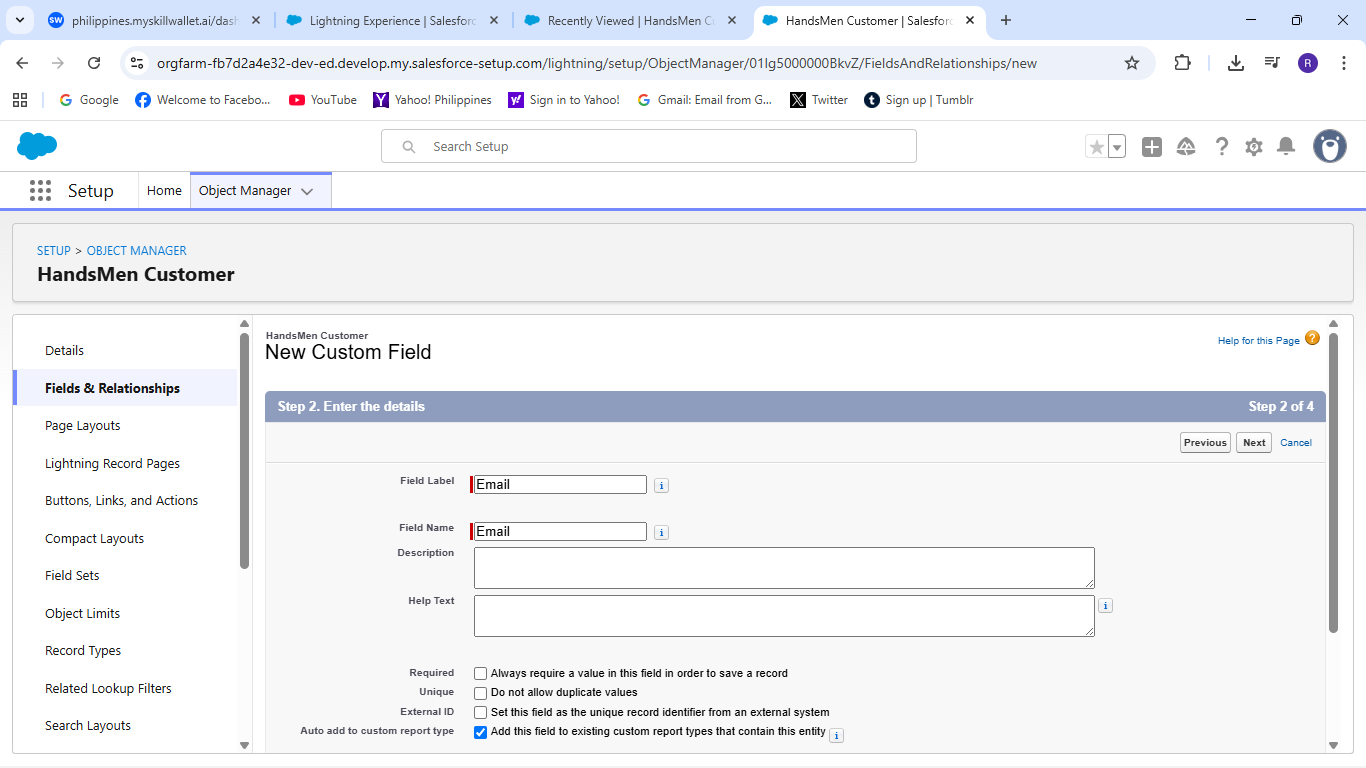 SW philippines.myskillwallet.ai/dash
Lightning Experience | Salesforc
Recently Viewed | HandsMen C
HandsMen Customer | Salesforc
orgfarm-fb7d2a4e32-dev-ed.develop.my.salesforce-setup.com/lightning/setup/ObjectManager/01Ig5000000BkvZ/FieldsAndRelationships/new
R
Google
Welcome to Facebo...
YouTube
Yahoo! Philippines
Sign in to Yahoo!
Gmail: Email from G...
Twitter
Sign up | Tumblr
Search Setup
Setup
Home
Object Manager
SETUP > OBJECT MANAGER
HandsMen Customer
Details
Fields & Relationships
Page Layouts
Lightning Record Pages
Buttons, Links, and Actions
Compact Layouts
Field Sets
Object Limits
Record Types
Related Lookup Filters
Search Layouts
HandsMen Customer
New Custom Field
Help for this Page ?
Step 2. Enter the details
Step 2 of 4
Previous
Next
Cancel
Field Label
Email
i
Field Name
Email
i
Description
Help Text
i
Required
Always require a value in this field in order to save a record
Unique
Do not allow duplicate values
External ID
Set this field as the unique record identifier from an external system
Auto add to custom report type
Add this field to existing custom report types that contain this entity
i